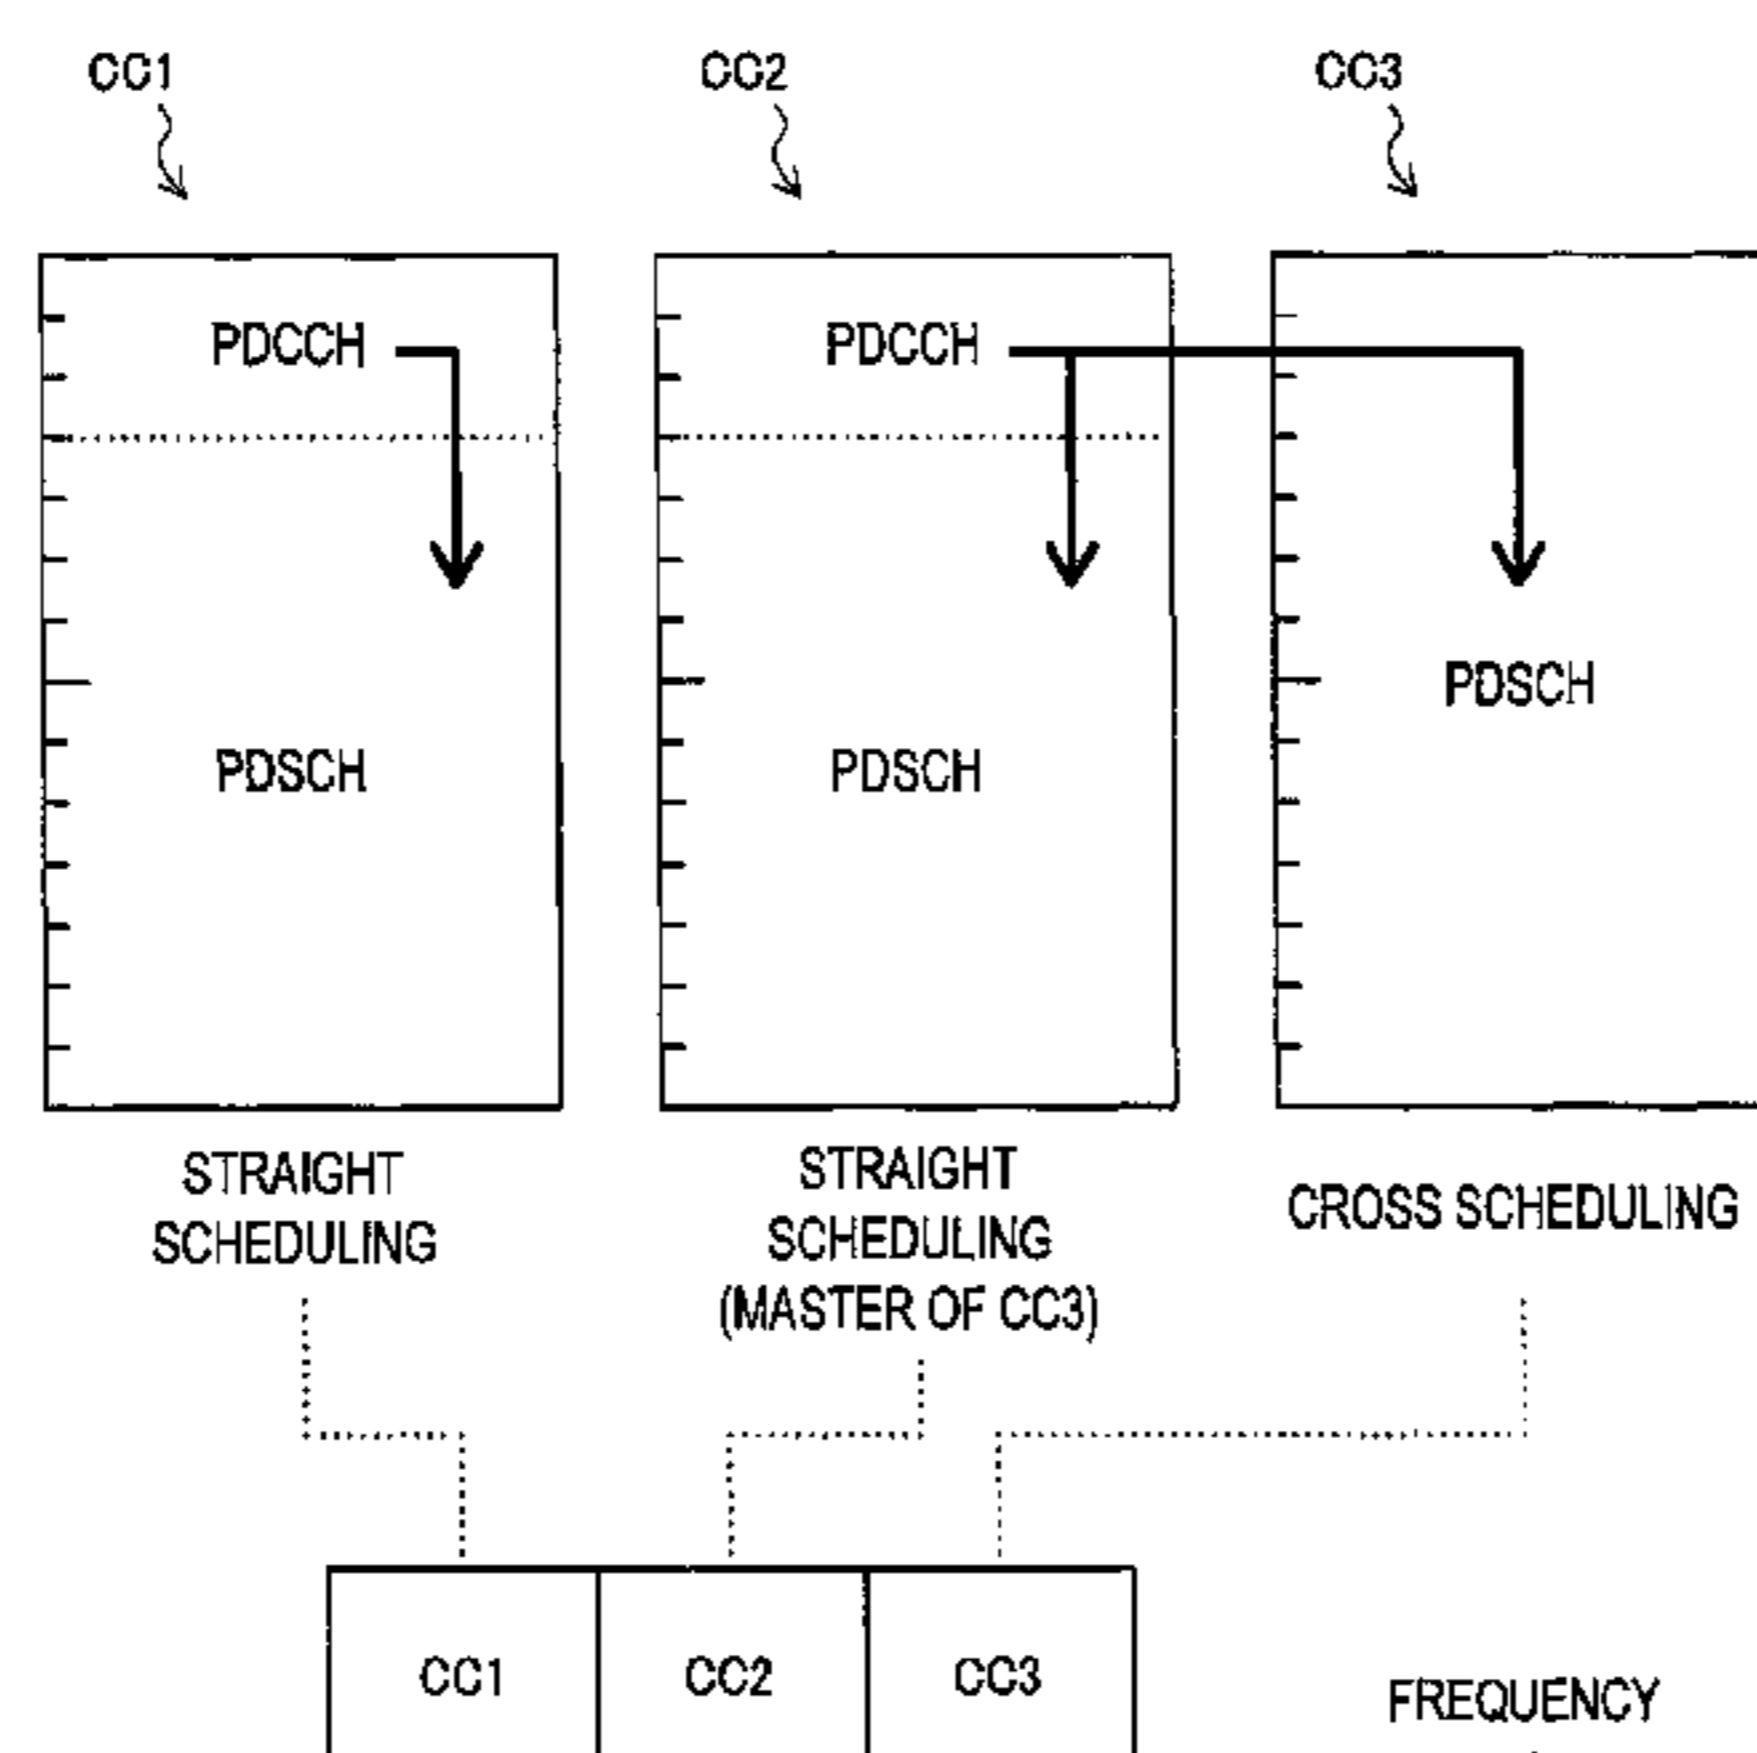 CC1 CC2 CC3
PDCCH PDCCH
PDSCH
PDSCH PDSCH
STRAIGHT
SCHEDULING
STRAIGHT
SCHEDULING
(MASTER OF CC3)
CROSS SCHEDULING
CC1 CC2 CC3
FREQUENCY